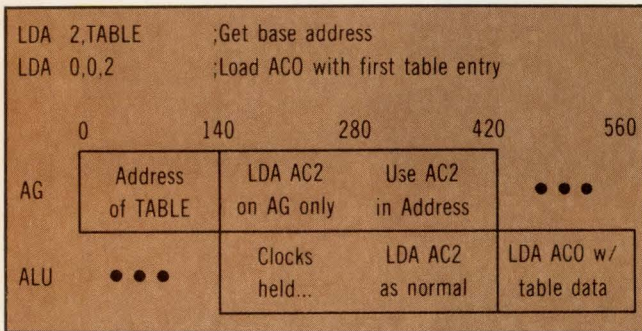 LDA 2,TABLE ;Get base address
LDA 0,0,2 ;Load ACO with first table entry
0 140 280 420 560
AG
Address
of TABLE
LDA AC2
on AG only
Use AC2
in Address
• • •
ALU
• • •
Clocks
held...
LDA AC2
as normal
LDA ACO w/
table data